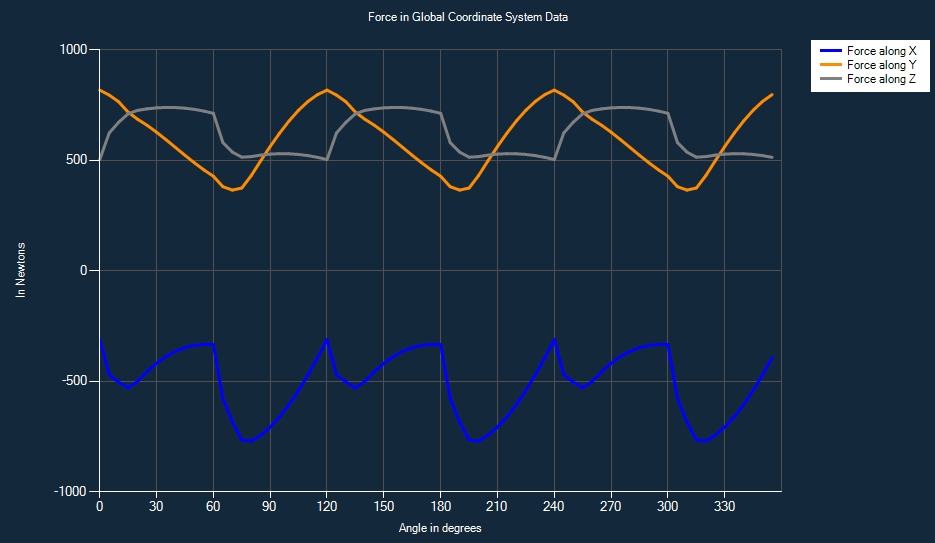 Force in Global Coordinate System Data
Force along X
Force along Y
Force along Z
1000
500
0
-500
-1000
In Newtons
0 30 60 90 120 150 180 210 240 270 300 330
Angle in degrees